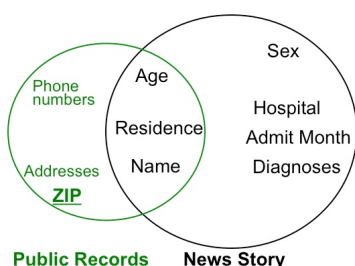 Sex
Age
Phone
numbers
Hospital
Residence
Admit Month
Name
Diagnoses
Addresses
ZIP
Public Records
News Story